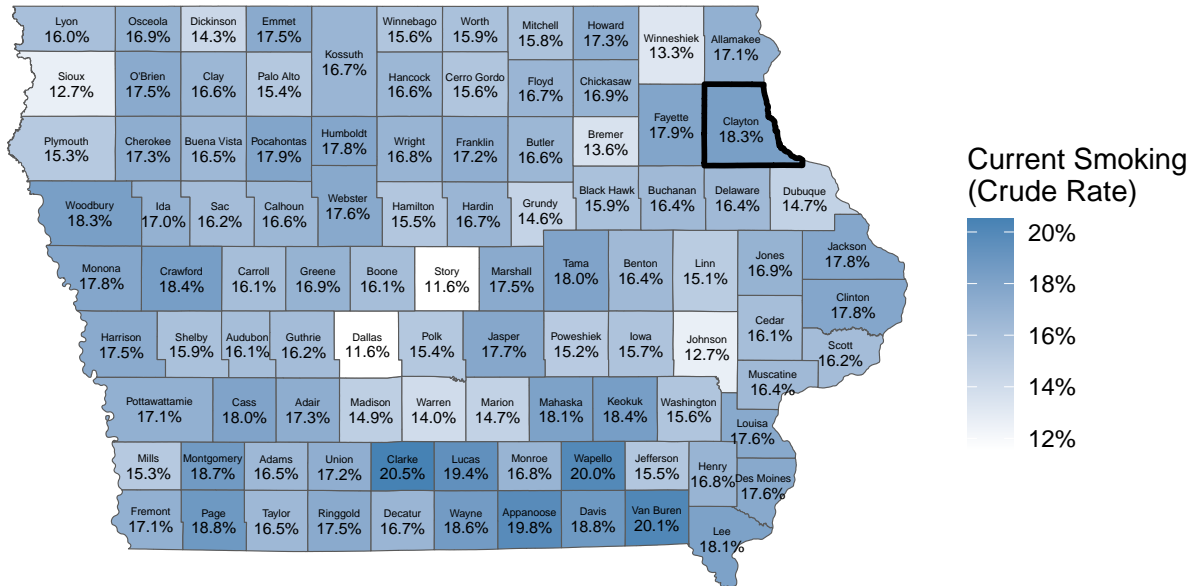 Lyon
16.0%
Osceola
16.9%
Dickinson
14.3%
Emmet
17.5%
Kossuth
16.7%
Winnebago
15.6%
Worth
15.9%
Mitchell
15.8%
Howard
17.3%
Winneshiek
13.3%
Allamakee
17.1%
Sioux
12.7%
O'Brien
17.5%
Clay
16.6%
Palo Alto
15.4%
Hancock
16.6%
Cerro Gordo
15.6%
Floyd
16.7%
Chickasaw
16.9%
Fayette
17.9%
Clayton
18.3%
Plymouth
15.3%
Cherokee
17.3%
Buena Vista
16.5%
Pocahontas
17.9%
Humboldt
17.8%
Wright
16.8%
Franklin
17.2%
Butler
16.6%
Bremer
13.6%
Woodbury
18.3%
Ida
17.0%
Sac
16.2%
Calhoun
16.6%
Webster
17.6%
Hamilton
15.5%
Hardin
16.7%
Grundy
14.6%
Black Hawk
15.9%
Buchanan
16.4%
Delaware
16.4%
Dubuque
14.7%
Monona
17.8%
Crawford
18.4%
Carroll
16.1%
Greene
16.9%
Boone
16.1%
Story
11.6%
Marshall
17.5%
Tama
18.0%
Benton
16.4%
Linn
15.1%
Jones
16.9%
Jackson
17.8%
Clinton
17.8%
Harrison
17.5%
Shelby
15.9%
Audubon
16.1%
Guthrie
16.2%
Dallas
11.6%
Polk
15.4%
Jasper
17.7%
Poweshiek
15.2%
Iowa
15.7%
Johnson
12.7%
Cedar
16.1%
Scott
16.2%
Muscatine
16.4%
Pottawattamie
17.1%
Cass
18.0%
Adair
17.3%
Madison
14.9%
Warren
14.0%
Marion
14.7%
Mahaska
18.1%
Keokuk
18.4%
Washington
15.6%
Louisa
17.6%
Mills
15.3%
Montgomery
18.7%
Adams
16.5%
Union
17.2%
Clarke
20.5%
Lucas
19.4%
Monroe
16.8%
Wapello
20.0%
Jefferson
15.5%
Henry
16.8%
Des Moines
17.6%
Fremont
17.1%
Page
18.8%
Taylor
16.5%
Ringgold
17.5%
Decatur
16.7%
Wayne
18.6%
Appanoose
19.8%
Davis
18.8%
Van Buren
20.1%
Lee
18.1%
Current Smoking
(Crude Rate)
20%
18%
16%
14%
12%